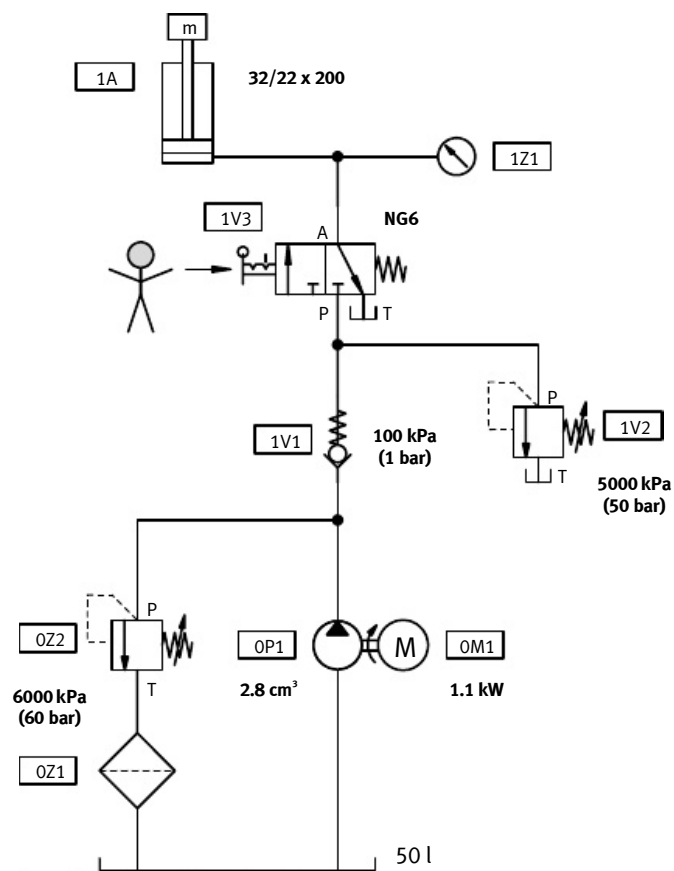 m
1A
32/22 x 200
1Z1
1V3
A
NG6
P
T
1V1
100 kPa
(1 bar)
P
1V2
T
5000 kPa
(50 bar)
P
0Z2
T
6000 kPa
(60 bar)
0P1
M
0M1
2.8 cm³
1.1 kW
0Z1
50 l